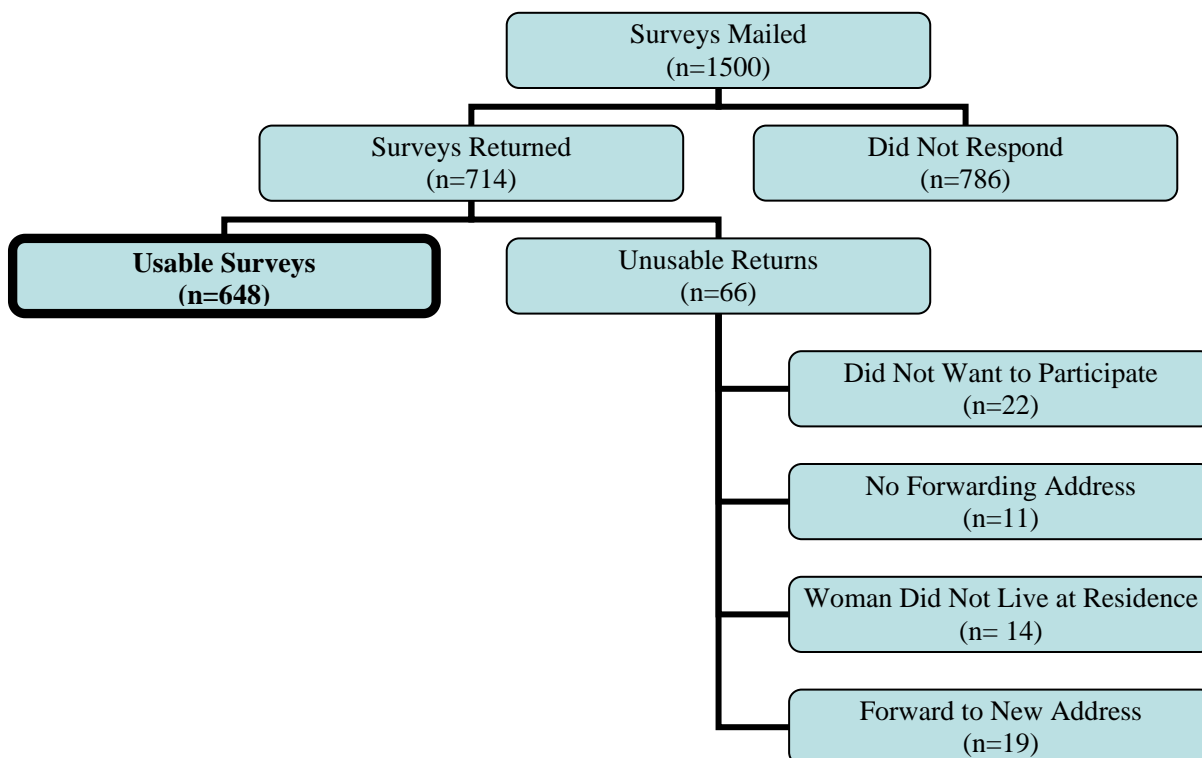 Surveys Mailed
(n=1500)
Surveys Returned
(n=714)
Did Not Respond
(n=786)
Usable Surveys
(n=648)
Unusable Returns
(n=66)
Did Not Want to Participate
(n=22)
No Forwarding Address
(n=11)
Woman Did Not Live at Residence
(n= 14)
Forward to New Address
(n=19)